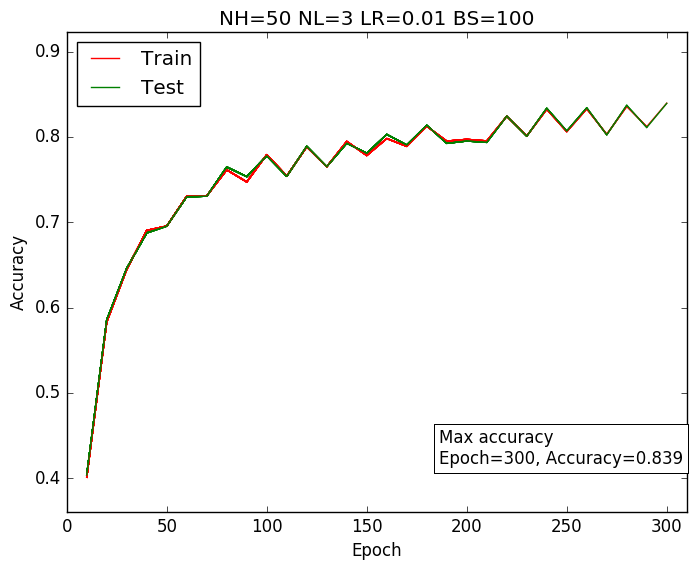 NH=50 NL=3 LR=0.01 BS=100
Train
Test
0.9
0.8
0.7
0.6
0.5
0.4
Accuracy
Max accuracy
Epoch=300, Accuracy=0.839
0 50 100 150 200 250 300
Epoch